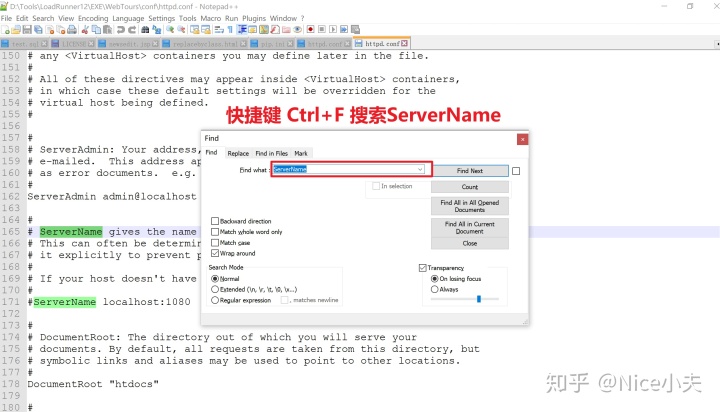 D:\Tools\LoadRunner12\EXE\WebTours\conf\httpd.conf - Notepad++
File Edit Search View Encoding Language Settings Tools Macro Run Plugins Window ?
httpd.conf
150 # any <VirtualHost> containers you may define later in the file.
151 #
152 # All of these directives may appear inside <VirtualHost> containers,
153 # in which case these default settings will be overridden for the
154 # virtual host being defined.
155 #
156
157 #
158 # ServerAdmin: Your address,
159 # e-mailed. This address ap
160 # as error documents. e.g.
161 #
162 ServerAdmin admin@localhost
163
164 #
165 # ServerName gives the name
166 # This can often be determin
167 # it explicitly to prevent p
168 #
169 # If your host doesn't have
170 #
171 #ServerName localhost:1080
172
173 #
174 # DocumentRoot: The directory out of which you will serve your
175 # documents. By default, all requests are taken from this directory, but
176 # symbolic links and aliases may be used to point to other locations.
177 #
178 DocumentRoot "htdocs"
179
180 #
快捷键 Ctrl+F 搜索ServerName
Find
Find Replace Find in Files Mark
Find what : ServerName
Find Next
In selection
Count
Find All in All Opened
Documents
Find All in Current
Document
Close
Backward direction
Match whole word only
Match case
Wrap around
Search Mode
Normal
Extended (\n, \r, \t, \0, \x...)
Regular expression
. matches newline
Transparency
On losing focus
Always
知乎 @Nice小夫